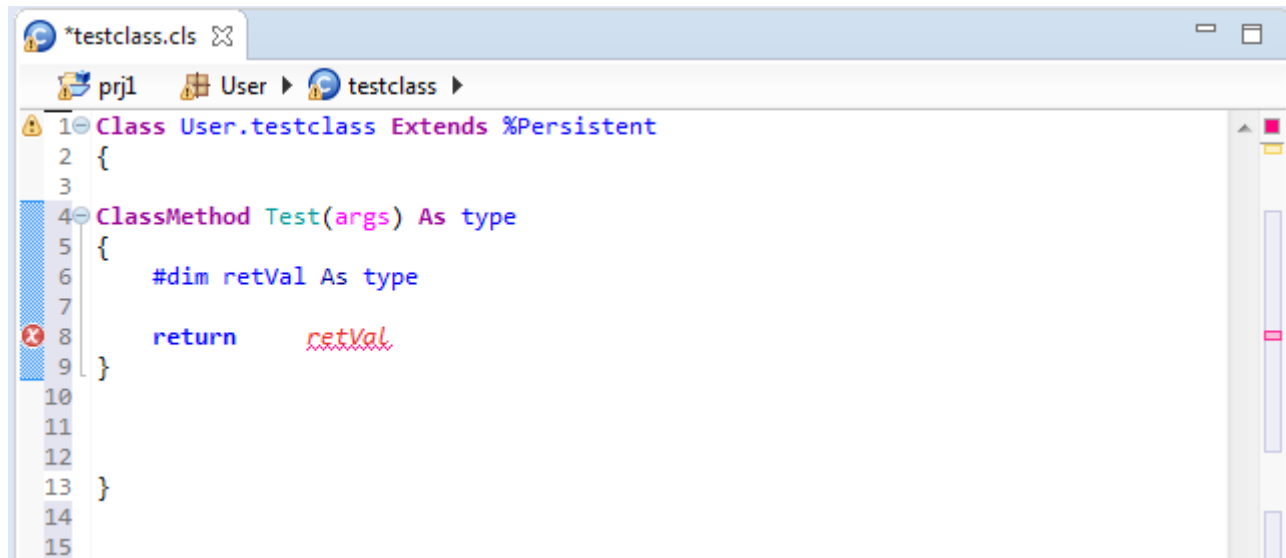 *testclass.cls
prj1 User testclass
1 Class User.testclass Extends %Persistent
2 {
3
4 ClassMethod Test(args) As type
5 {
6 #dim retVal As type
7
8 return retVal
9 }
10
11
12
13 }
14
15